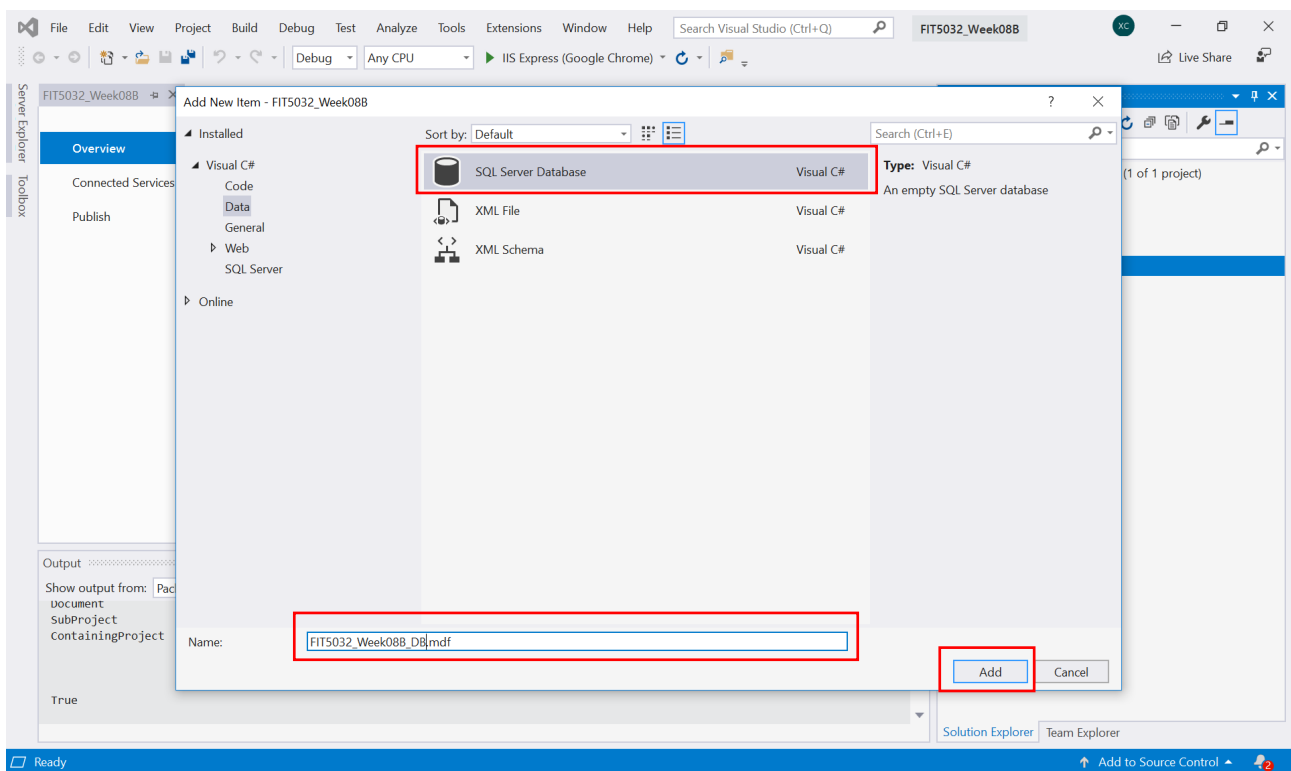 File Edit View Project Build Debug Test Analyze Tools Extensions Window Help Search Visual Studio (Ctrl+Q) FIT5032_Week08B XC
Debug Any CPU IIS Express (Google Chrome) Live Share
Server Explorer
Toolbox
FIT5032_Week08B
Overview
Connected Services
Publish
Add New Item - FIT5032_Week08B ?
Installed
Visual C#
Code
Data
General
Web
SQL Server
Online
Sort by: Default
SQL Server Database Visual C#
XML File Visual C#
XML Schema Visual C#
Search (Ctrl+E)
Type: Visual C#
An empty SQL Server database
(1 of 1 project)
Output
Show output from: Pac
Document
SubProject
ContainingProject
True
Name: FIT5032_Week08B_DB.mdf
Add Cancel
Solution Explorer Team Explorer
Ready Add to Source Control 2